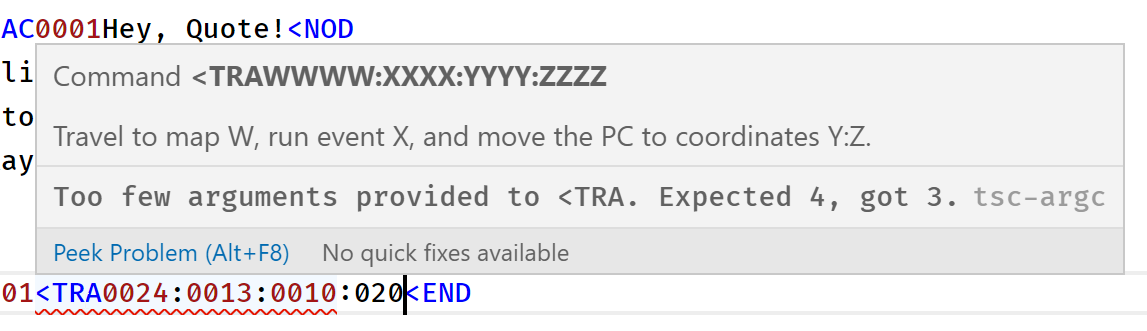 AC0001Hey, Quote!<NOD
li
Command <TRAWWWW:XXXX:YYYY:ZZZZ
to
Travel to map W, run event X, and move the PC to coordinates Y:Z.
ay
Too few arguments provided to <TRA. Expected 4, got 3. tsc-argc
Peek Problem (Alt+F8) No quick fixes available
01<TRA0024:0013:0010:020<END